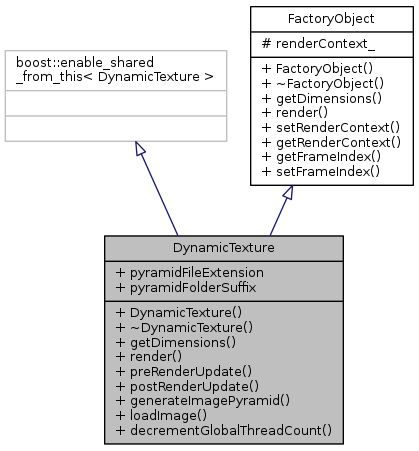 boost::enable_shared
_from_this< DynamicTexture >
FactoryObject
# renderContext_
+ FactoryObject()
+ ~FactoryObject()
+ getDimensions()
+ render()
+ setRenderContext()
+ getRenderContext()
+ getFrameIndex()
+ setFrameIndex()
DynamicTexture
+ pyramidFileExtension
+ pyramidFolderSuffix
+ DynamicTexture()
+ ~DynamicTexture()
+ getDimensions()
+ render()
+ preRenderUpdate()
+ postRenderUpdate()
+ generateImagePyramid()
+ loadImage()
+ decrementGlobalThreadCount()